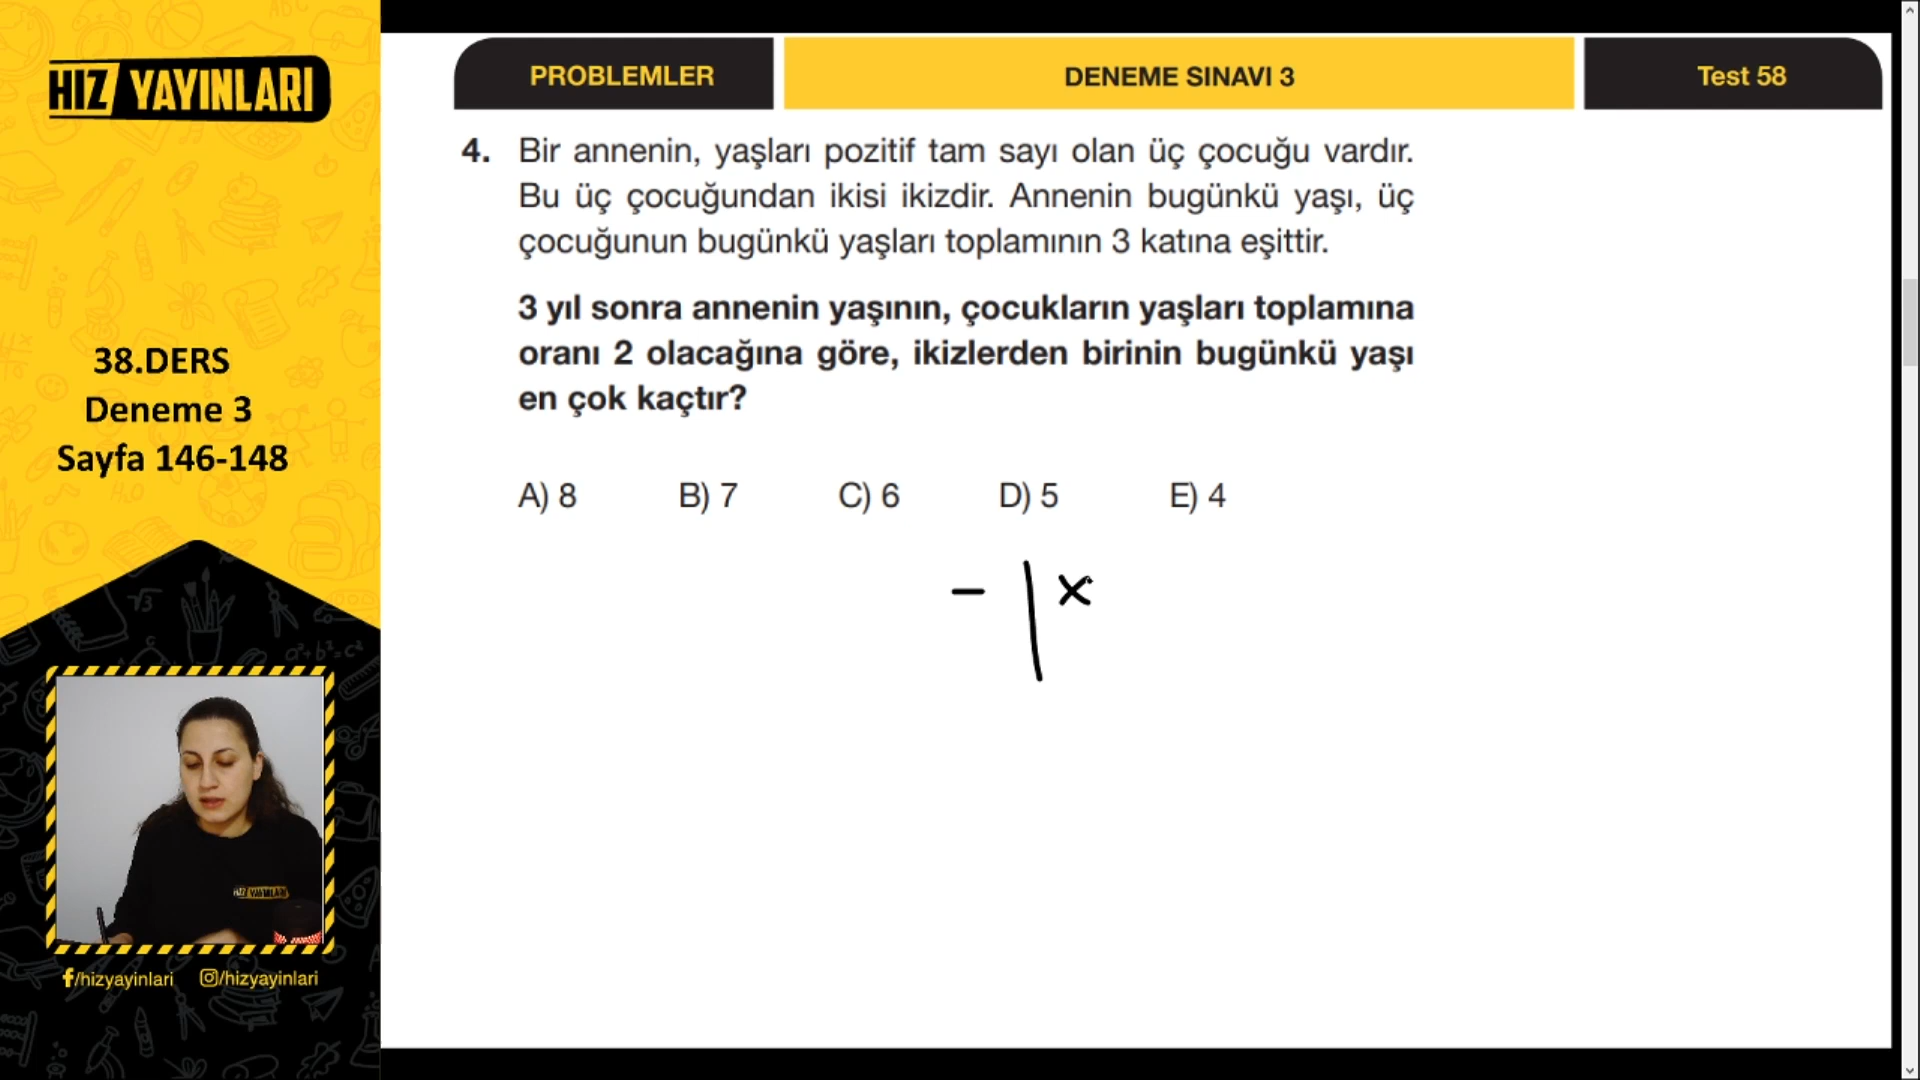 HIZ YAYINLARI
PROBLEMLER
DENEME SINAVI 3
Test 58
4. Bir annenin, yaşları pozitif tam sayı olan üç çocuğu vardır.
Bu üç çocuğundan ikisi ikizdir. Annenin bugünkü yaşı, üç
çocuğunun bugünkü yaşları toplamının 3 katına eşittir.
3 yıl sonra annenin yaşının, çocukların yaşları toplamına
oranı 2 olacağına göre, ikizlerden birinin bugünkü yaşı
en çok kaçtır?
A) 8 B) 7 C) 6 D) 5 E) 4
- | x
38.DERS
Deneme 3
Sayfa 146-148
HIZ YAYINLARI
f/hizyayinlari
/hizyayinlari